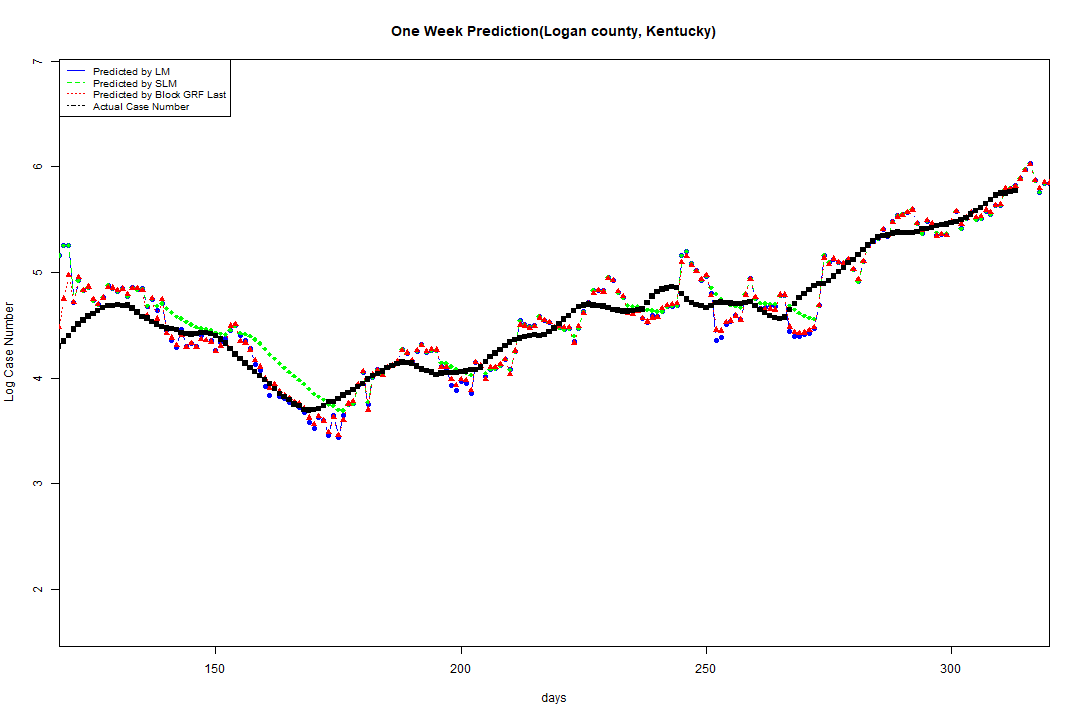 One Week Prediction(Logan county, Kentucky)
Predicted by LM
Predicted by SLM
Predicted by Block GRF Last
Actual Case Number
7
6
5
4
3
2
Log Case Number
150 200 250 300
days